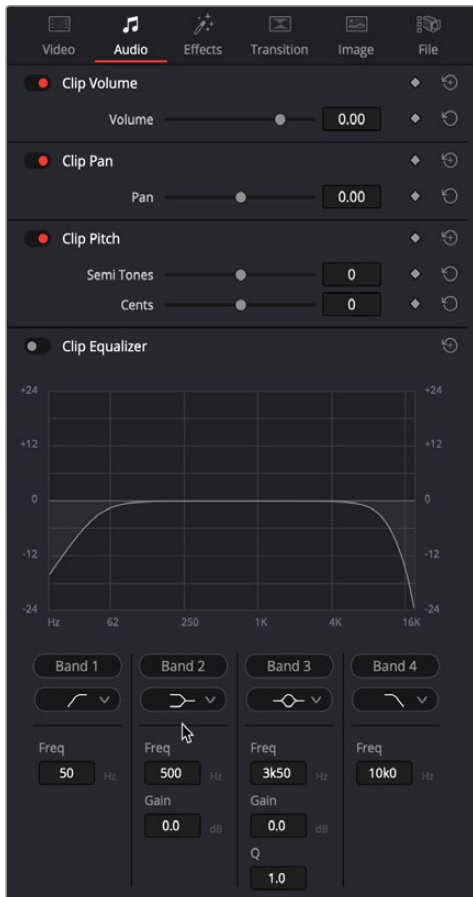 Video Audio Effects Transition Image File
Clip Volume
Volume 0.00
Clip Pan
Pan 0.00
Clip Pitch
Semi Tones 0
Cents 0
Clip Equalizer
+24 +24
+12 +12
0 0
-12 -12
-24 -24
Hz 62 250 1K 4K 16K
Band 1 Band 2 Band 3 Band 4
Freq Freq Freq Freq
50 Hz 500 Hz 3k50 Hz 10k0 Hz
Gain Gain
0.0 dB 0.0 dB
Q
1.0